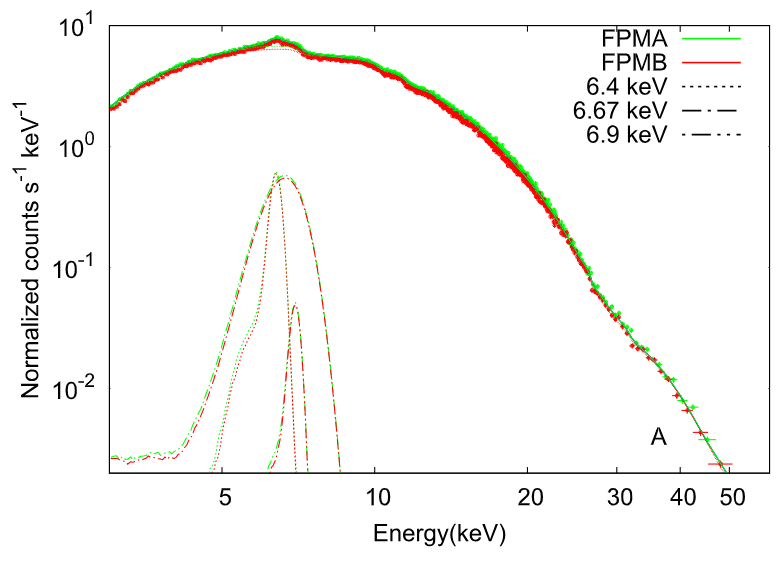 FPMA
FPMB
6.4 keV
6.67 keV
6.9 keV
10^1
10^0
10^-1
10^-2
Normalized counts s^-1 keV^-1
A
5 10 20 30 40 50
Energy(keV)